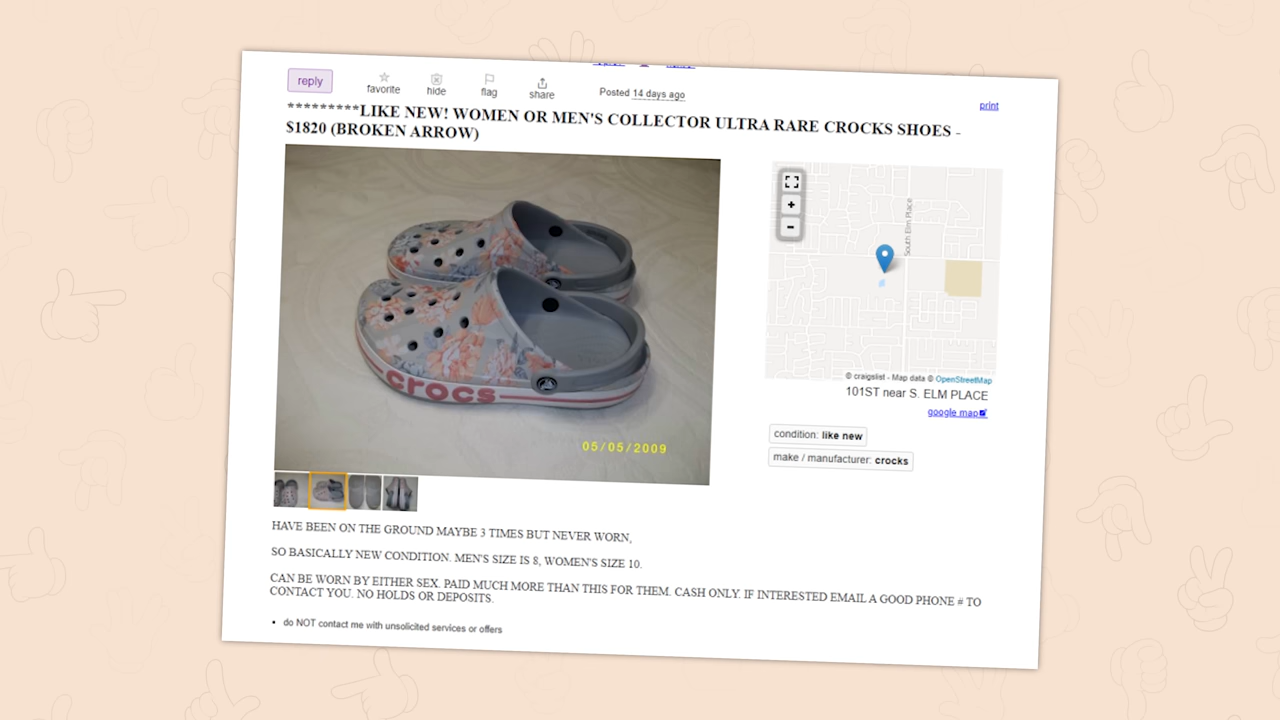 reply
favorite
hide
flag
share
Posted 14 days ago
print
*********LIKE NEW! WOMEN OR MEN'S COLLECTOR ULTRA RARE CROCKS SHOES -
$1820 (BROKEN ARROW)
crocs
05/05/2009
+
-
South Elm Place
© craigslist - Map data © OpenStreetMap
101ST near S. ELM PLACE
google map
condition: like new
make / manufacturer: crocks
HAVE BEEN ON THE GROUND MAYBE 3 TIMES BUT NEVER WORN,
SO BASICALLY NEW CONDITION. MEN'S SIZE IS 8, WOMEN'S SIZE 10.
CAN BE WORN BY EITHER SEX. PAID MUCH MORE THAN THIS FOR THEM. CASH ONLY. IF INTERESTED EMAIL A GOOD PHONE # TO
CONTACT YOU. NO HOLDS OR DEPOSITS.
• do NOT contact me with unsolicited services or offers